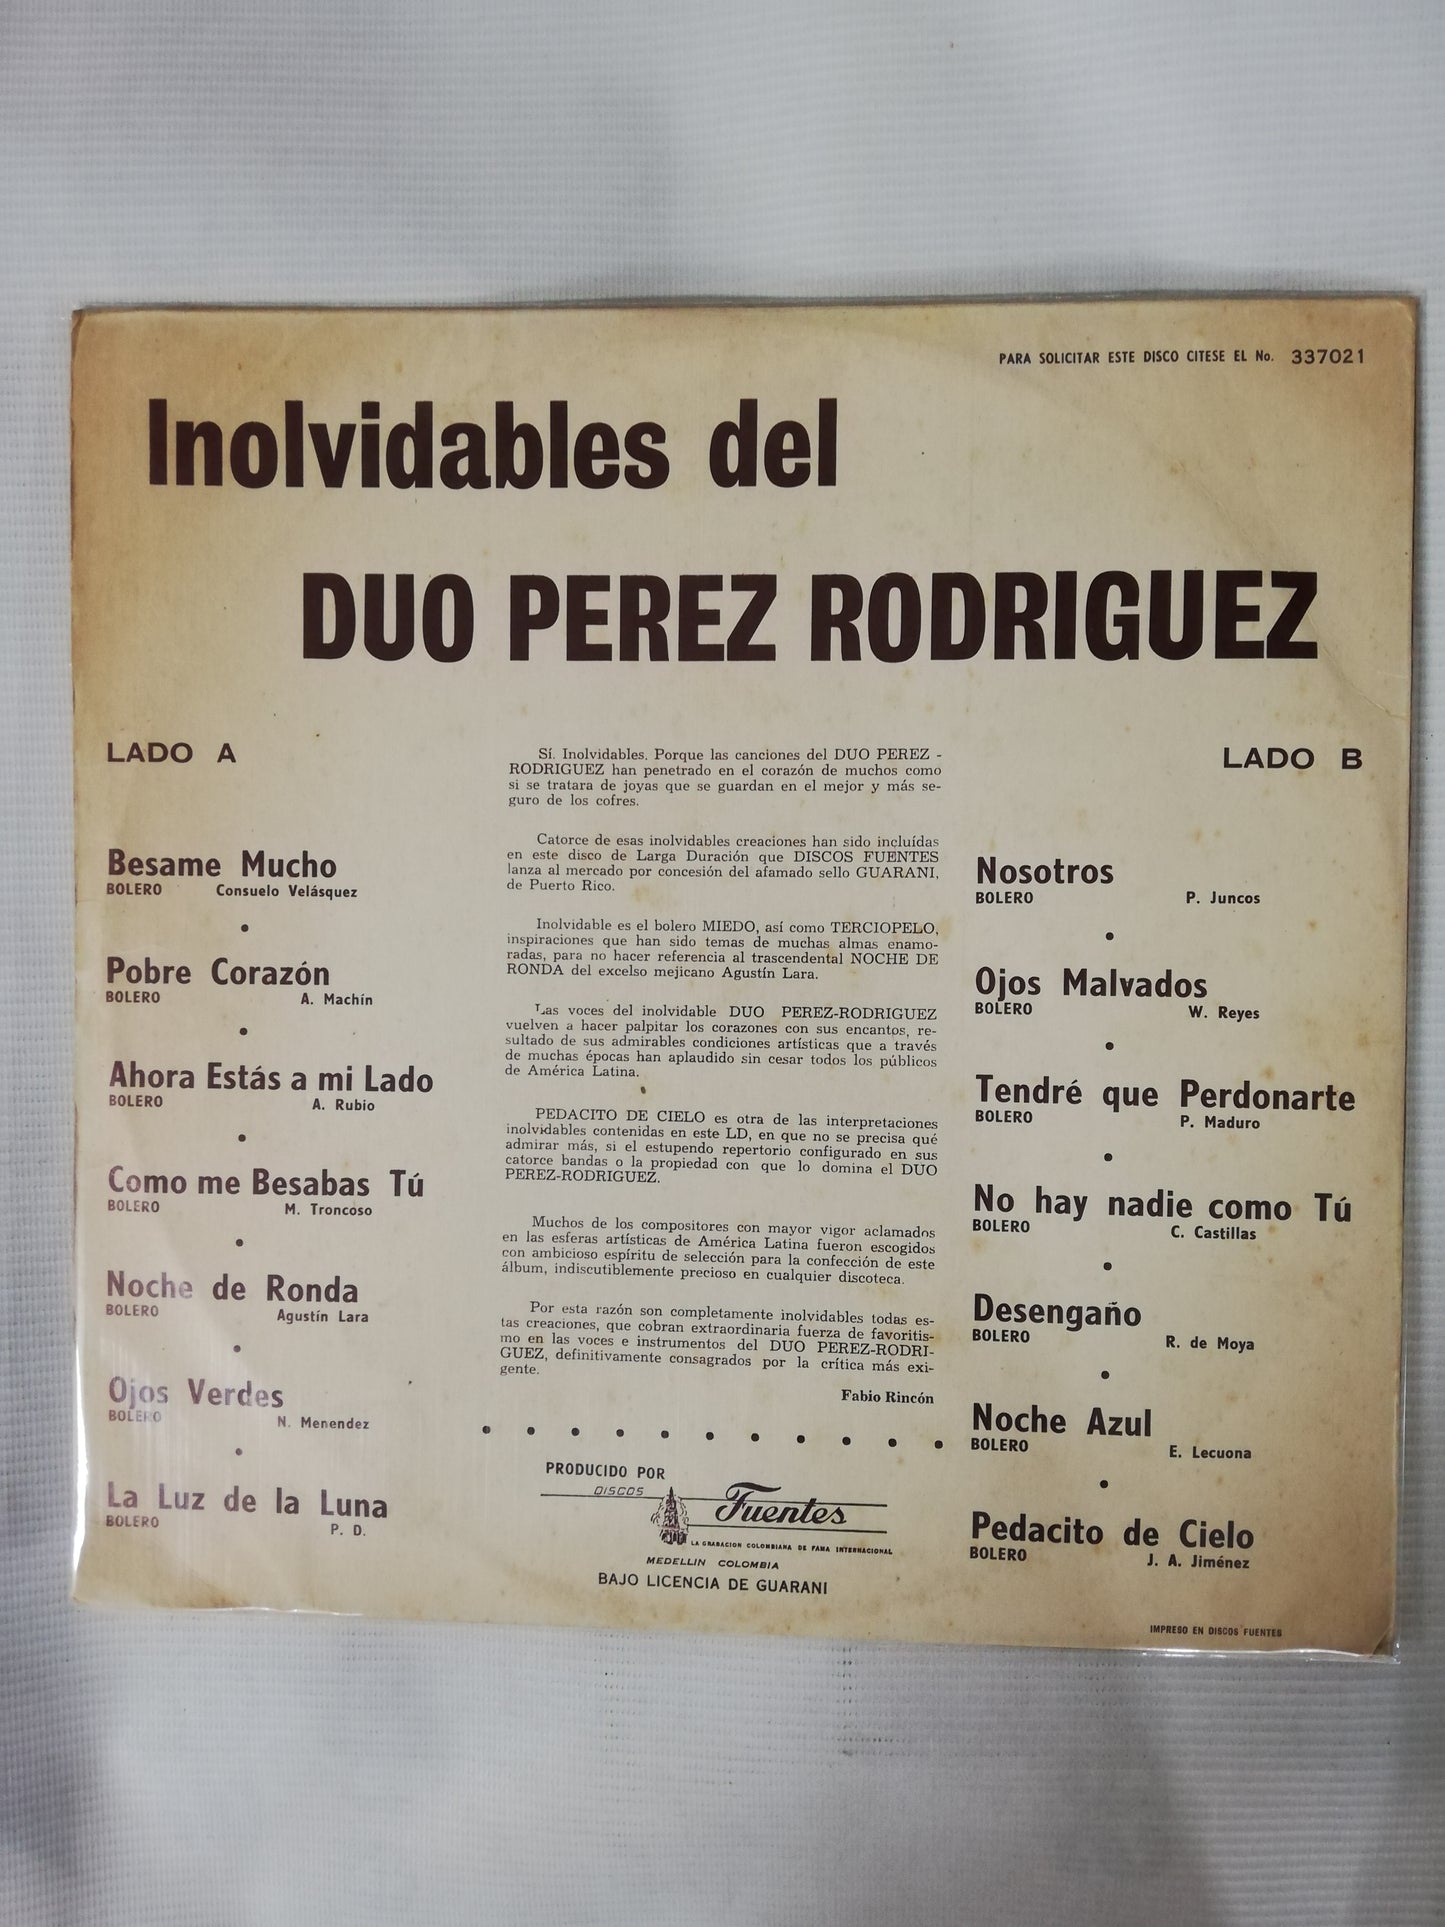 PARA SOLICITAR ESTE DISCO CITESE EL No. 337021
Inolvidables del
DUO PEREZ RODRIGUEZ
LADO A
Besame Mucho
BOLERO Consuelo Velásquez
Pobre Corazón
BOLERO A. Machín
Ahora Estás a mi Lado
BOLERO A. Rubio
Como me Besabas Tú
BOLERO M. Troncoso
Noche de Ronda
BOLERO Agustín Lara
Ojos Verdes
BOLERO N. Menendez
La Luz de la Luna
BOLERO P. D.
Sí. Inolvidables. Porque las canciones del DUO PEREZ -
RODRIGUEZ han penetrado en el corazón de muchos como
si se tratara de joyas que se guardan en el mejor y más se-
guro de los cofres.
Catorce de esas inolvidables creaciones han sido incluídas
en este disco de Larga Duración que DISCOS FUENTES
lanza al mercado por concesión del afamado sello GUARANI,
de Puerto Rico.
Inolvidable es el bolero MIEDO, así como TERCIOPELO,
inspiraciones que han sido temas de muchas almas enamo-
radas, para no hacer referencia al trascendental NOCHE DE
RONDA del excelso mejicano Agustín Lara.
Las voces del inolvidable DUO PEREZ-RODRIGUEZ
vuelven a hacer palpitar los corazones con sus encantos, re-
sultado de sus admirables condiciones artísticas que a través
de muchas épocas han aplaudido sin cesar todos los públicos
de América Latina.
PEDACITO DE CIELO es otra de las interpretaciones
inolvidables contenidas en este LD, en que no se precisa qué
admirar más, si el estupendo repertorio configurado en sus
catorce bandas o la propiedad con que lo domina el DUO
PEREZ-RODRIGUEZ.
Muchos de los compositores con mayor vigor aclamados
en las esferas artísticas de América Latina fueron escogidos
con ambicioso espíritu de selección para la confección de este
álbum, indiscutiblemente precioso en cualquier discoteca.
Por esta razón son completamente inolvidables todas es-
tas creaciones, que cobran extraordinaria fuerza de favoritis-
mo en las voces e instrumentos del DUO PEREZ-RODRI-
GUEZ, definitivamente consagrados por la crítica más exi-
gente.
Fabio Rincón
PRODUCIDO POR
DISCOS Fuentes
LA GRABACION COLOMBIANA DE FAMA INTERNACIONAL
MEDELLIN COLOMBIA
BAJO LICENCIA DE GUARANI
LADO B
Nosotros
BOLERO P. Juncos
Ojos Malvados
BOLERO W. Reyes
Tendré que Perdonarte
BOLERO P. Maduro
No hay nadie como Tú
BOLERO C. Castillas
Desengaño
BOLERO R. de Moya
Noche Azul
BOLERO E. Lecuona
Pedacito de Cielo
BOLERO J. A. Jiménez
IMPRESO EN DISCOS FUENTES